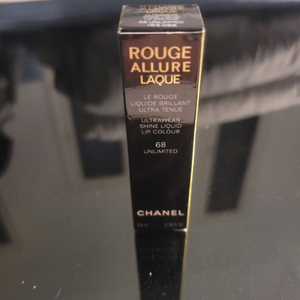 ROUGE
ALLURE
LAQUE
LE ROUGE
LIQUIDE BRILLANT
ULTRA TENUE
ULTRAWEAR
SHINE LIQUID
LIP COLOUR
68
UNLIMITED
CHANEL